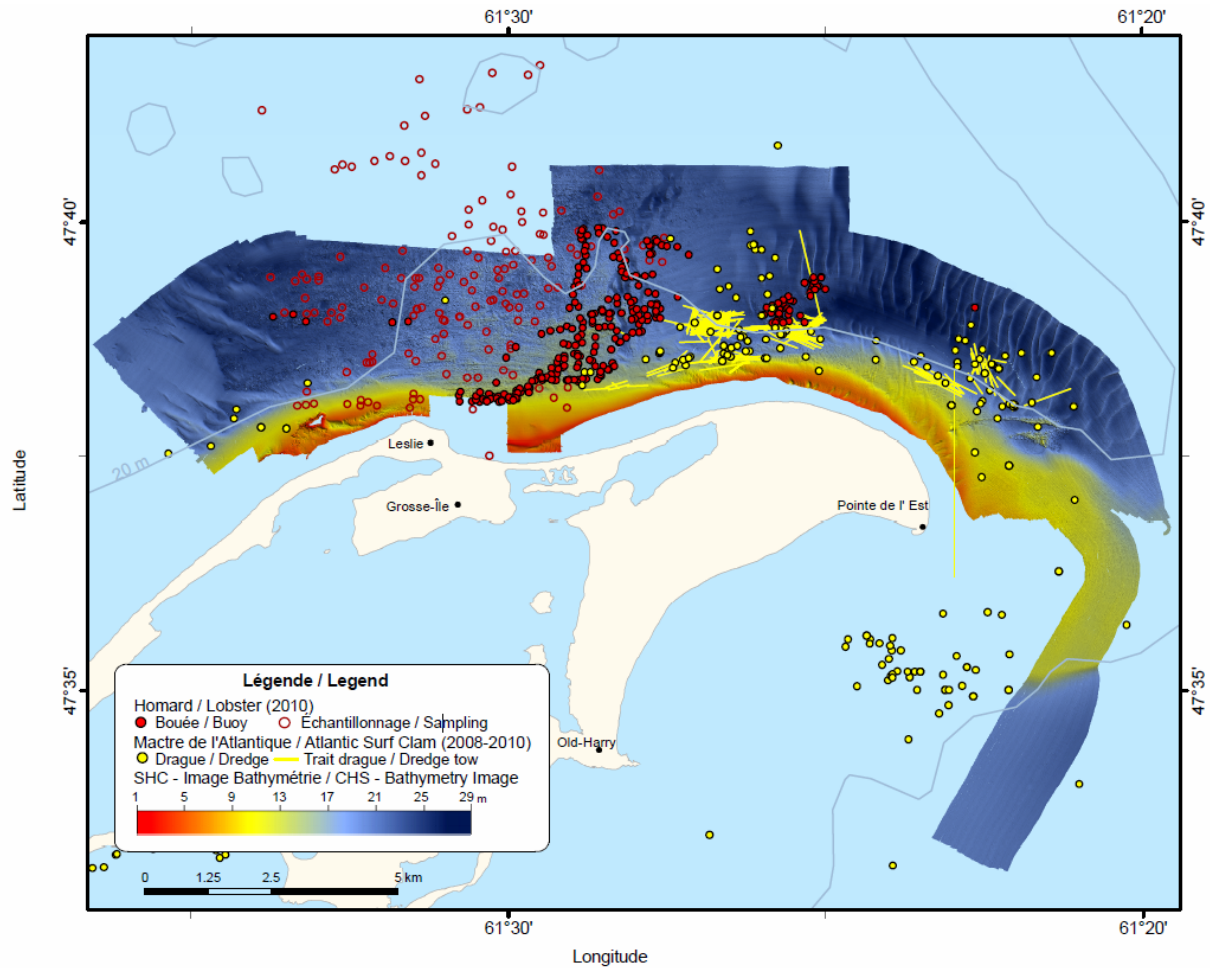 61°30' 61°20'
47°40' 47°40'
20 m
Leslie
Grosse-Île
Pointe de l' Est
Latitude
47°35' 47°35'
Légende / Legend
Homard / Lobster (2010)
Bouée / Buoy Échantillonnage / Sampling
Mactre de l'Atlantique / Atlantic Surf Clam (2008-2010)
Drague / Dredge Trait drague / Dredge tow
SHC - Image Bathymétrie / CHS - Bathymetry Image
1 5 9 13 17 21 25 29 m
Old-Harry
0 1.25 2.5 5 km
61°30' 61°20'
Longitude